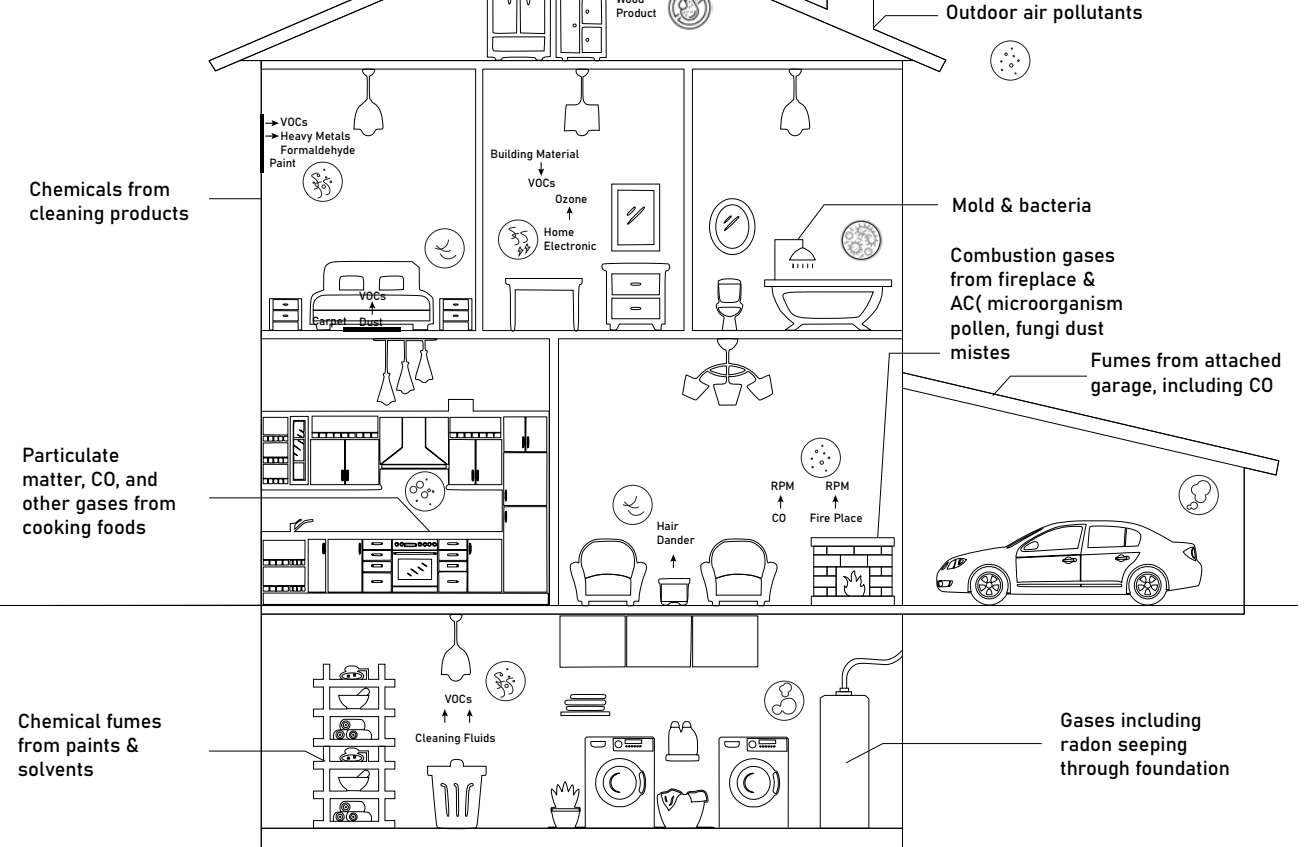 Wood
Product
Outdoor air pollutants
VOCs
Heavy Metals
Formaldehyde
Paint
Chemicals from
cleaning products
Building Material
VOCs
Ozone
Home
Electronic
Mold & bacteria
Combustion gases
from fireplace &
AC( microorganism
pollen, fungi dust
mistes
VOCs
Carpet Dust
Fumes from attached
garage, including CO
Particulate
matter, CO, and
other gases from
cooking foods
Hair
Dander
RPM
CO
RPM
Fire Place
VOCs
Cleaning Fluids
Chemical fumes
from paints &
solvents
Gases including
radon seeping
through foundation